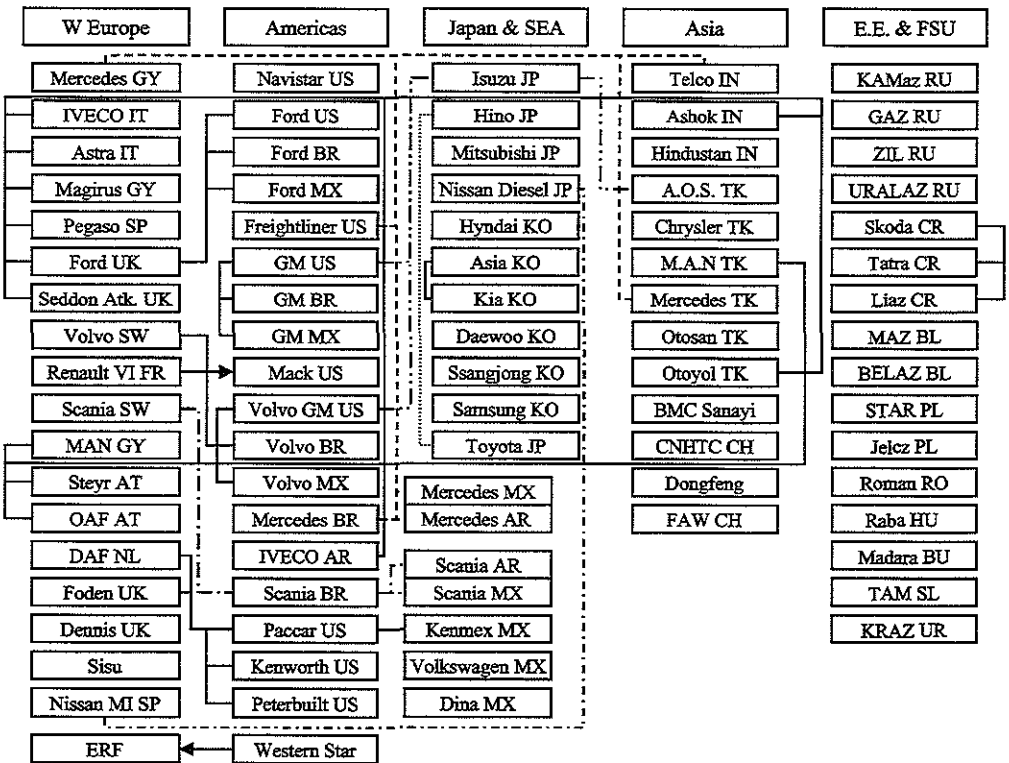 W Europe
Americas
Japan & SEA
Asia
E.E. & FSU
Mercedes GY
IVECO IT
Astra IT
Magirus GY
Pegaso SP
Ford UK
Seddon Atk. UK
Volvo SW
Renault VI FR
Scania SW
MAN GY
Steyr AT
OAF AT
DAF NL
Foden UK
Dennis UK
Sisu
Nissan MI SP
ERF
Navistar US
Ford US
Ford BR
Ford MX
Freightliner US
GM US
GM BR
GM MX
Mack US
Volvo GM US
Volvo BR
Volvo MX
Mercedes BR
IVECO AR
Scania BR
Paccar US
Kenworth US
Peterbuilt US
Western Star
Isuzu JP
Hino JP
Mitsubishi JP
Nissan Diesel JP
Hyndai KO
Asia KO
Kia KO
Daewoo KO
Ssangjong KO
Samsung KO
Toyota JP
Mercedes MX
Mercedes AR
Scania AR
Scania MX
Kenmex MX
Volkswagen MX
Dina MX
Telco IN
Ashok IN
Hindustan IN
A.O.S. TK
Chrysler TK
M.A.N TK
Mercedes TK
Otosan TK
Otoyol TK
BMC Sanayi
CNHTC CH
Dongfeng
FAW CH
KAMaz RU
GAZ RU
ZIL RU
URALAZ RU
Skoda CR
Tatra CR
Liaz CR
MAZ BL
BELAZ BL
STAR PL
Jelcz PL
Roman RO
Raba HU
Madara BU
TAM SL
KRAZ UR